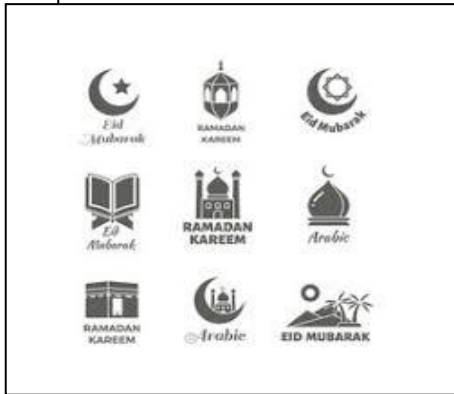 Eid
Mubarak
RAMADAN
KAREEM
Eid Mubarak
Eid
Mubarak
RAMADAN
KAREEM
Arabic
RAMADAN
KAREEM
Arabic
EID MUBARAK